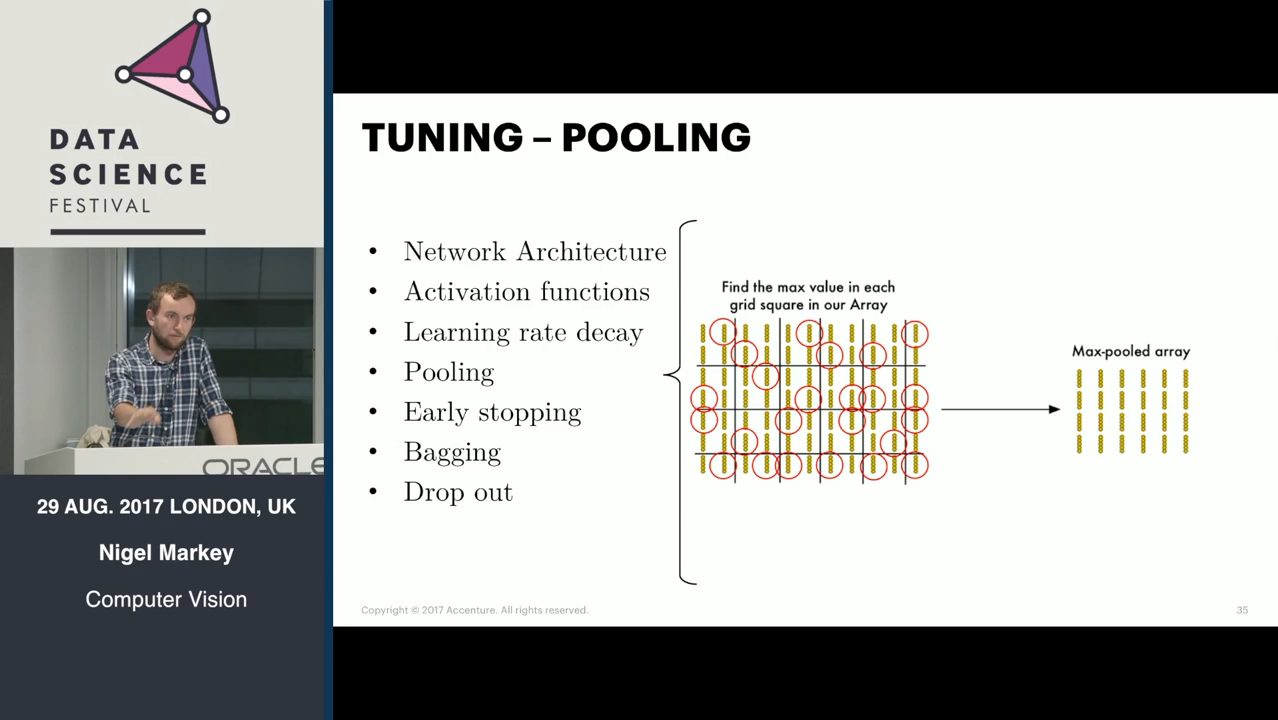 DATA
SCIENCE
FESTIVAL
ORACLE
29 AUG. 2017 LONDON, UK
Nigel Markey
Computer Vision
TUNING – POOLING
• Network Architecture
• Activation functions
• Learning rate decay
• Pooling
• Early stopping
• Bagging
• Drop out
Find the max value in each
grid square in our Array
Max-pooled array
Copyright © 2017 Accenture. All rights reserved.
35